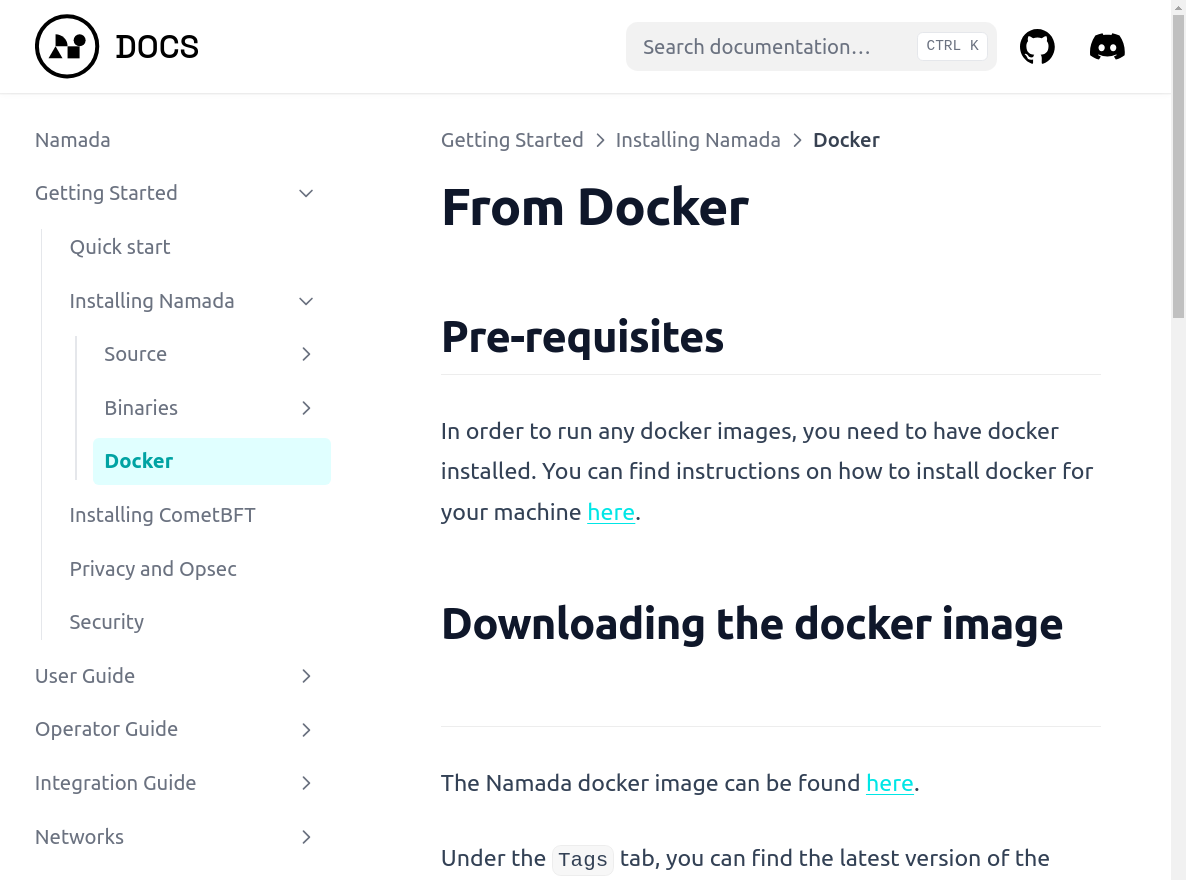 DOCS
Search documentation…
CTRL K
Namada
Getting Started
Quick start
Installing Namada
Source
Binaries
Docker
Installing CometBFT
Privacy and Opsec
Security
User Guide
Operator Guide
Integration Guide
Networks
Getting Started > Installing Namada > Docker
From Docker
Pre-requisites
In order to run any docker images, you need to have docker
installed. You can find instructions on how to install docker for
your machine here.
Downloading the docker image
The Namada docker image can be found here.
Under the Tags tab, you can find the latest version of the